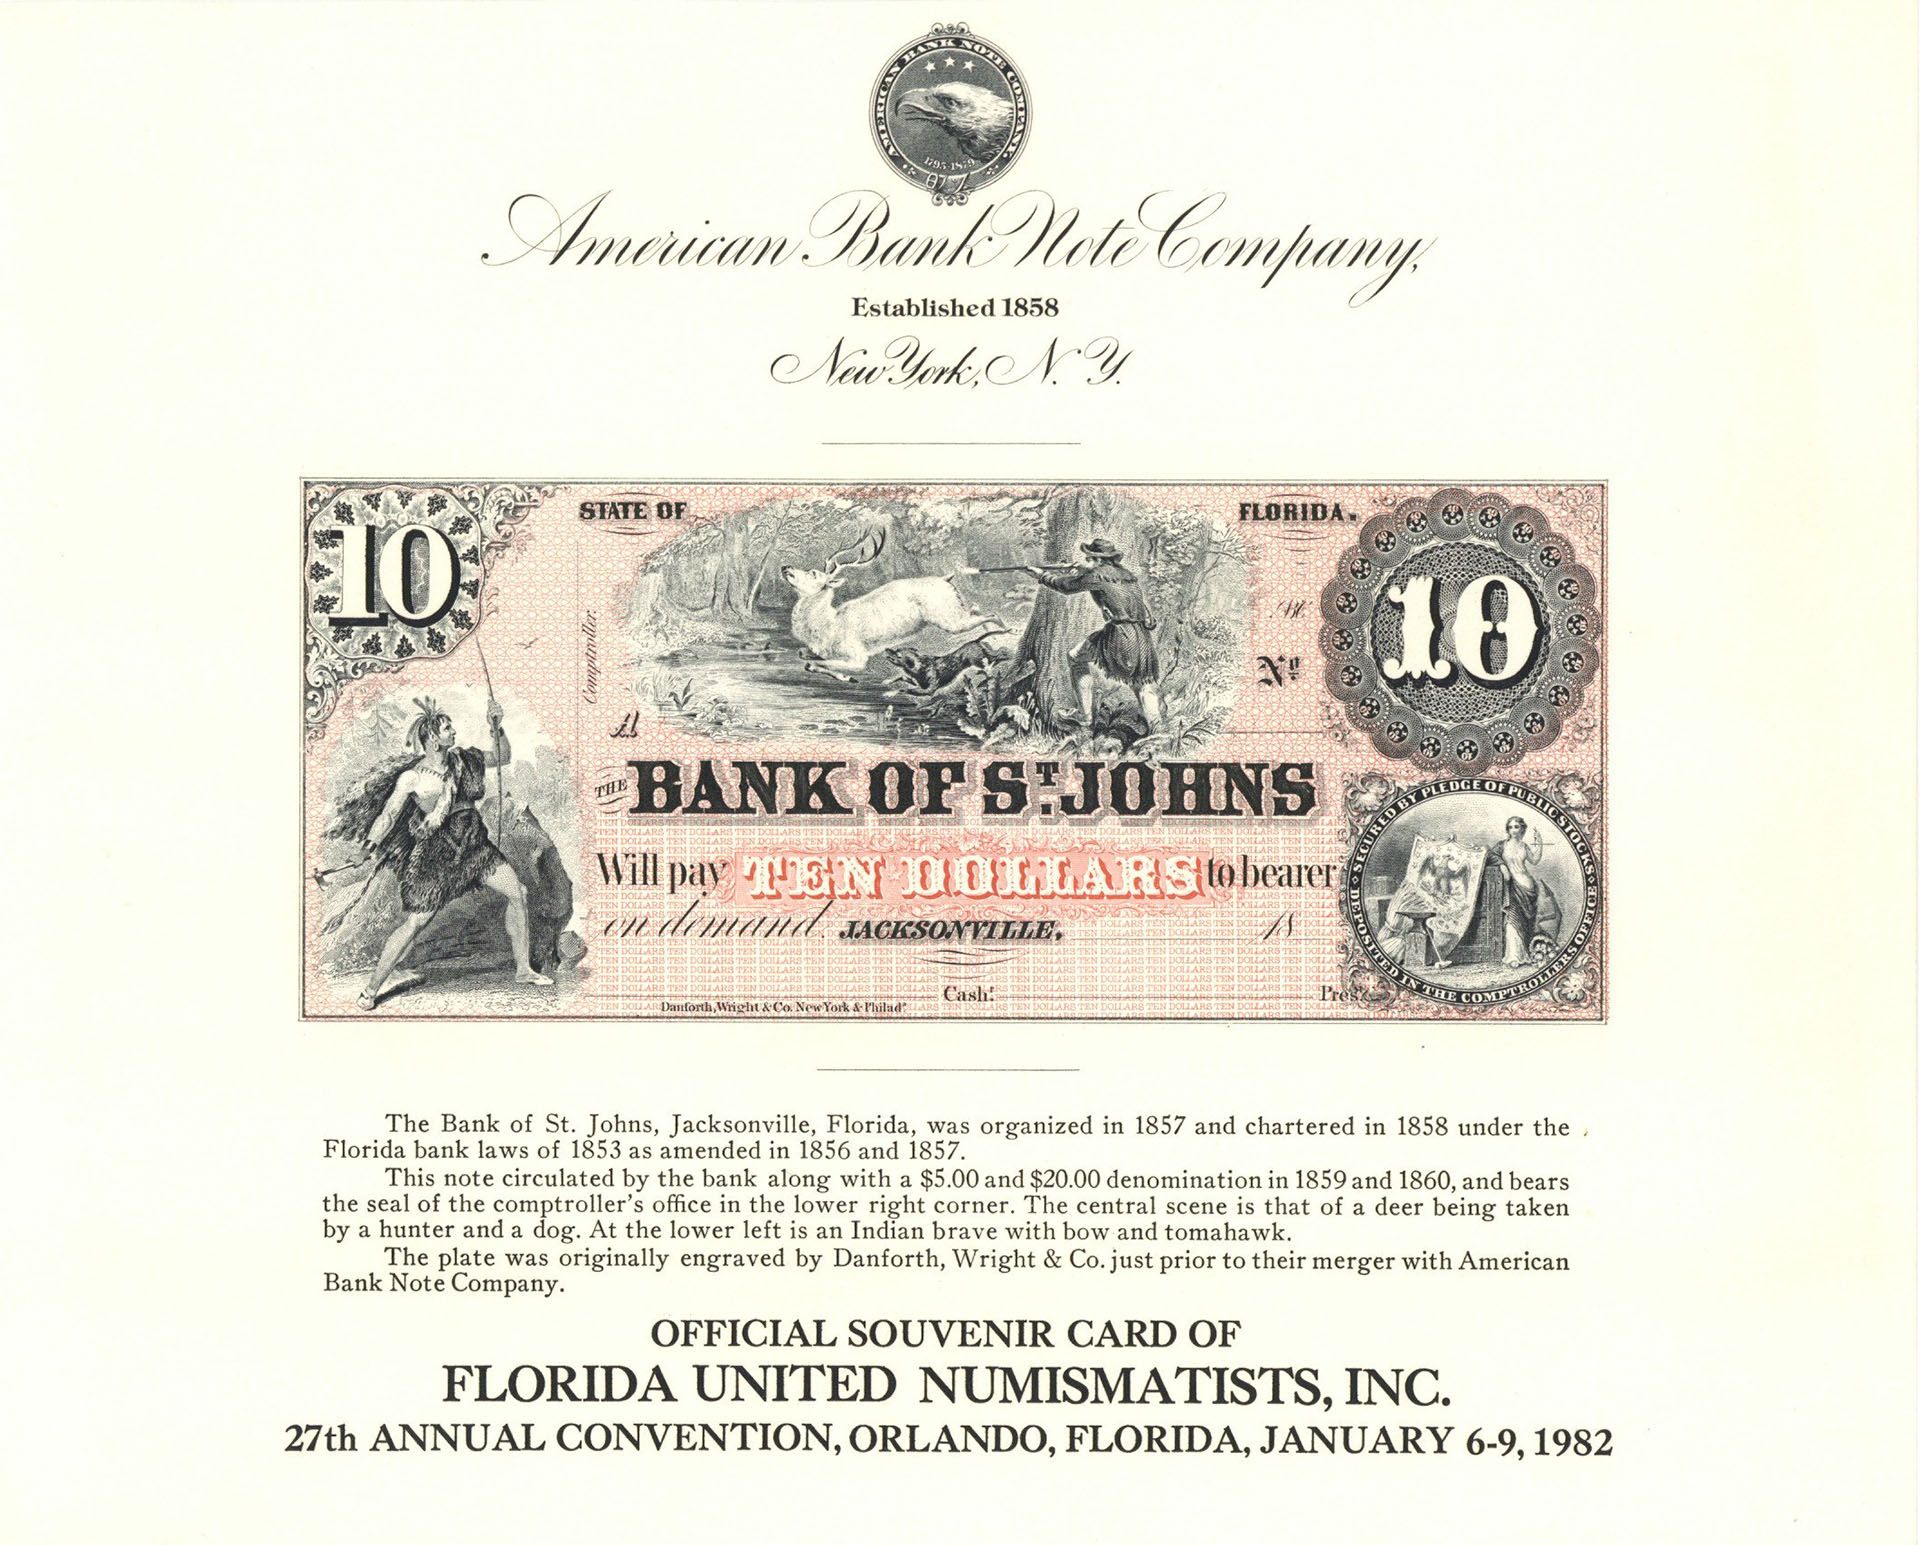 AMERICAN BANK NOTE COMPANY.
1795-1879
American Bank Note Company,
Established 1858
New York, N. Y.
10
STATE OF
FLORIDA.
10
Comptroller.
186
No
A
THE BANK OF ST. JOHNS
Will pay TEN DOLLARS to bearer
on demand. JACKSONVILLE, 18
Cashr.
Prest.
Danforth, Wright & Co. New York & Philada.
SECURED BY PLEDGE OF PUBLIC STOCKS
DEPOSITED IN THE COMPTROLLERS OFFICE
The Bank of St. Johns, Jacksonville, Florida, was organized in 1857 and chartered in 1858 under the
Florida bank laws of 1853 as amended in 1856 and 1857.
This note circulated by the bank along with a $5.00 and $20.00 denomination in 1859 and 1860, and bears
the seal of the comptroller's office in the lower right corner. The central scene is that of a deer being taken
by a hunter and a dog. At the lower left is an Indian brave with bow and tomahawk.
The plate was originally engraved by Danforth, Wright & Co. just prior to their merger with American
Bank Note Company.
OFFICIAL SOUVENIR CARD OF
FLORIDA UNITED NUMISMATISTS, INC.
27th ANNUAL CONVENTION, ORLANDO, FLORIDA, JANUARY 6-9, 1982